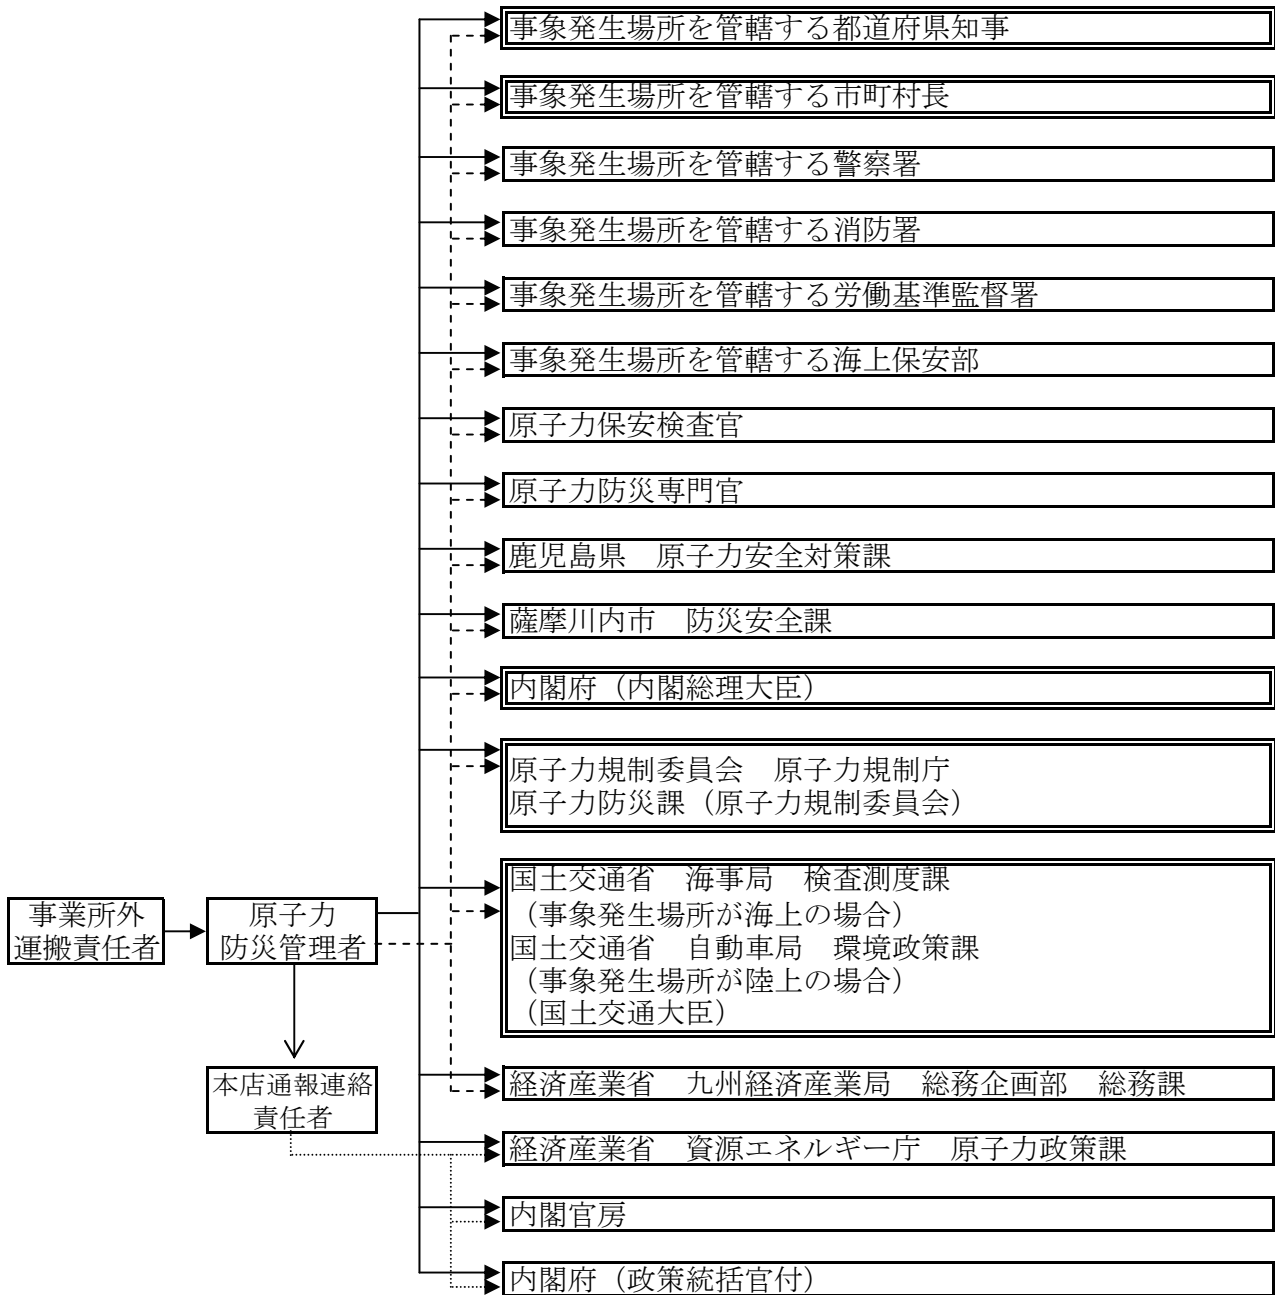 事象発生場所を管轄する都道府県知事
事象発生場所を管轄する市町村長
事象発生場所を管轄する警察署
事象発生場所を管轄する消防署
事象発生場所を管轄する労働基準監督署
事象発生場所を管轄する海上保安部
原子力保安検査官
原子力防災専門官
鹿児島県　原子力安全対策課
薩摩川内市　防災安全課
内閣府（内閣総理大臣）
原子力規制委員会　原子力規制庁
原子力防災課（原子力規制委員会）
国土交通省　海事局　検査測度課
（事象発生場所が海上の場合）
国土交通省　自動車局　環境政策課
（事象発生場所が陸上の場合）
（国土交通大臣）
事業所外
運搬責任者
原子力
防災管理者
本店通報連絡
責任者
経済産業省　九州経済産業局　総務企画部　総務課
経済産業省　資源エネルギー庁　原子力政策課
内閣官房
内閣府（政策統括官付）